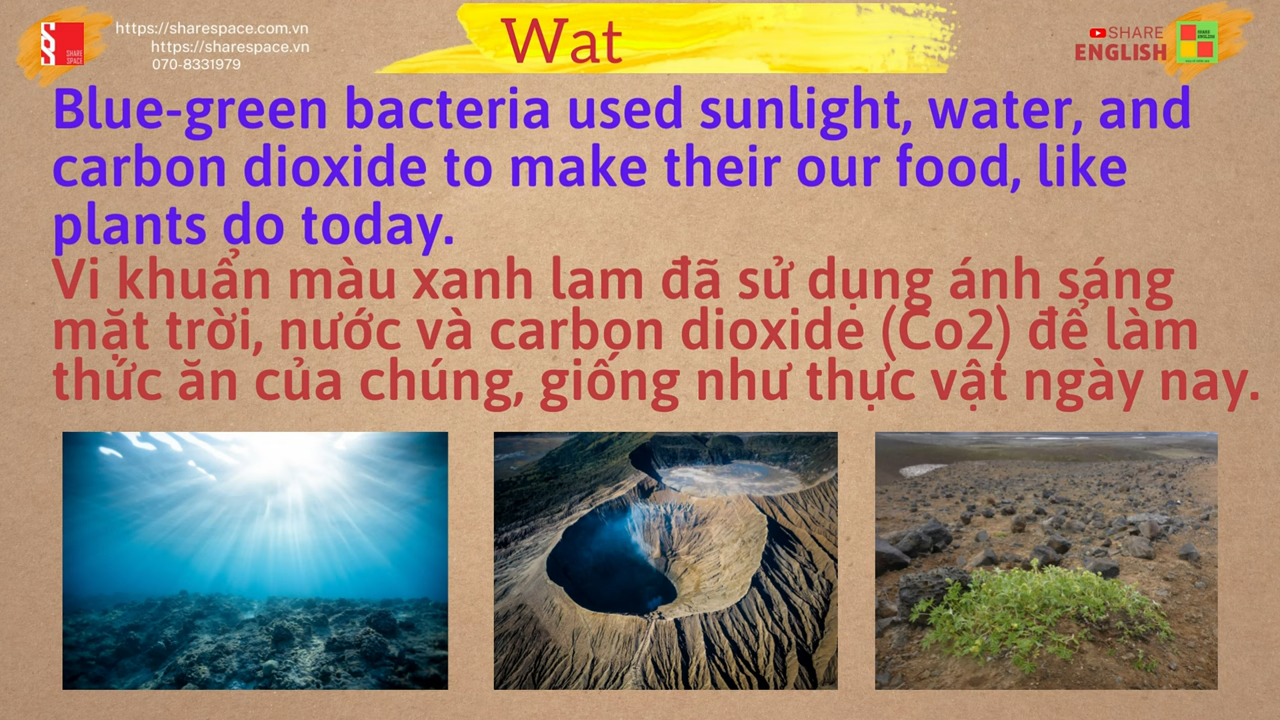 https://sharespace.com.vn
https://sharespace.vn
070-8331979
SHARE
SPACE
Wat
SHARE
ENGLISH
Blue-green bacteria used sunlight, water, and
carbon dioxide to make their our food, like
plants do today.
Vi khuẩn màu xanh lam đã sử dụng ánh sáng
mặt trời, nước và carbon dioxide (Co2) để làm
thức ăn của chúng, giống như thực vật ngày nay.